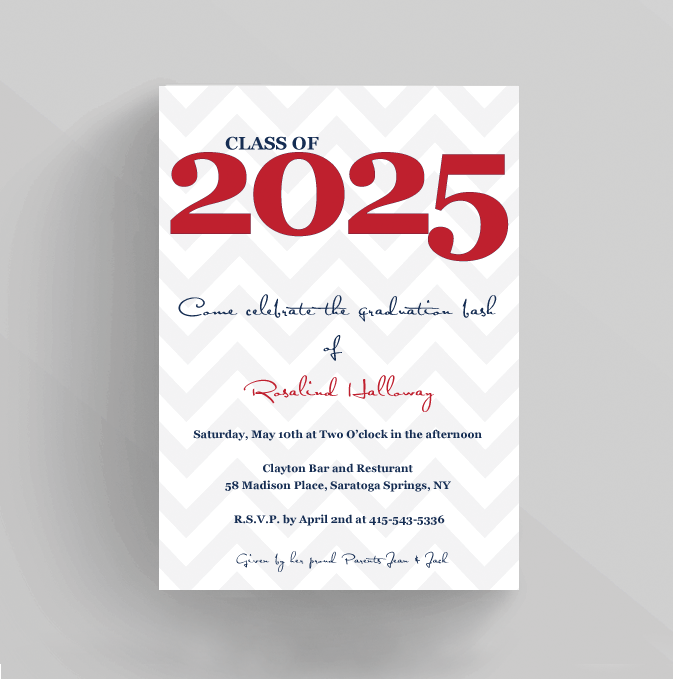 CLASS OF
2025
Come celebrate the graduation bash
of
Rosalind Halloway
Saturday, May 10th at Two O’clock in the afternoon
Clayton Bar and Resturant
58 Madison Place, Saratoga Springs, NY
R.S.V.P. by April 2nd at 415-543-5336
Given by her proud Parents Jean & Jack